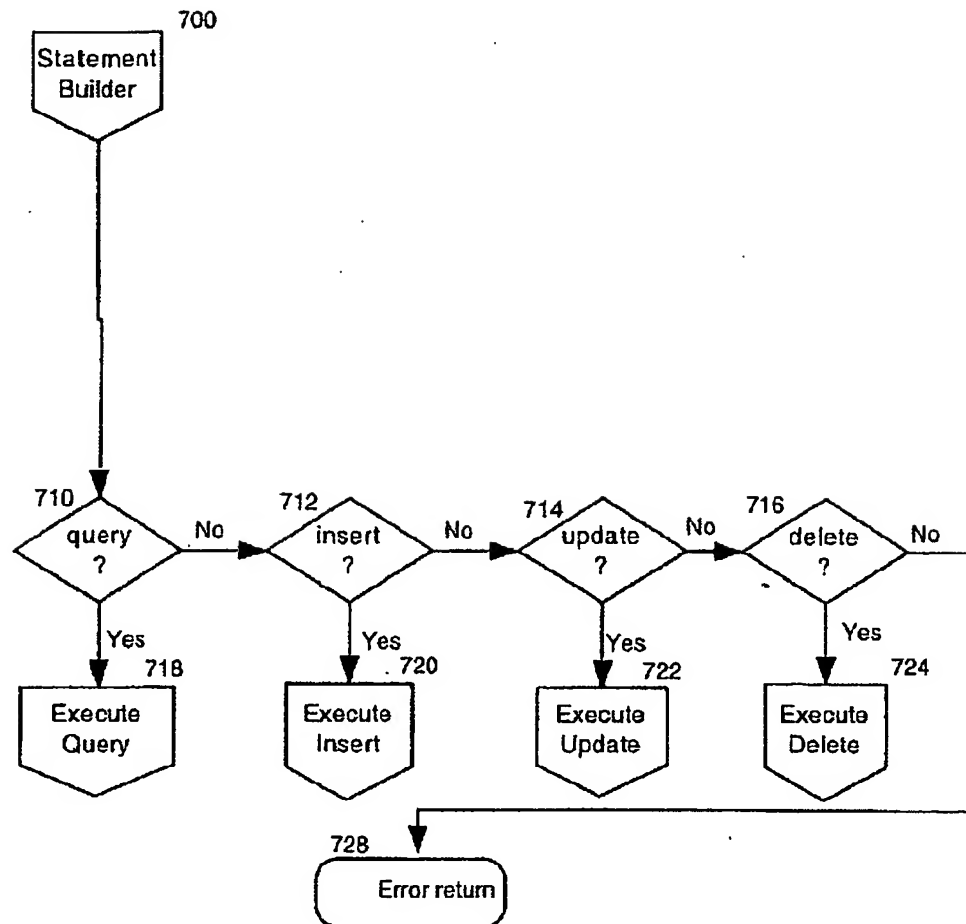 700
Statement
Builder
710
query
?
No
712
insert
?
No
714
update
?
No
716
delete
?
No
Yes
718
Execute
Query
Yes
720
Execute
Insert
Yes
722
Execute
Update
Yes
724
Execute
Delete
728
Error return